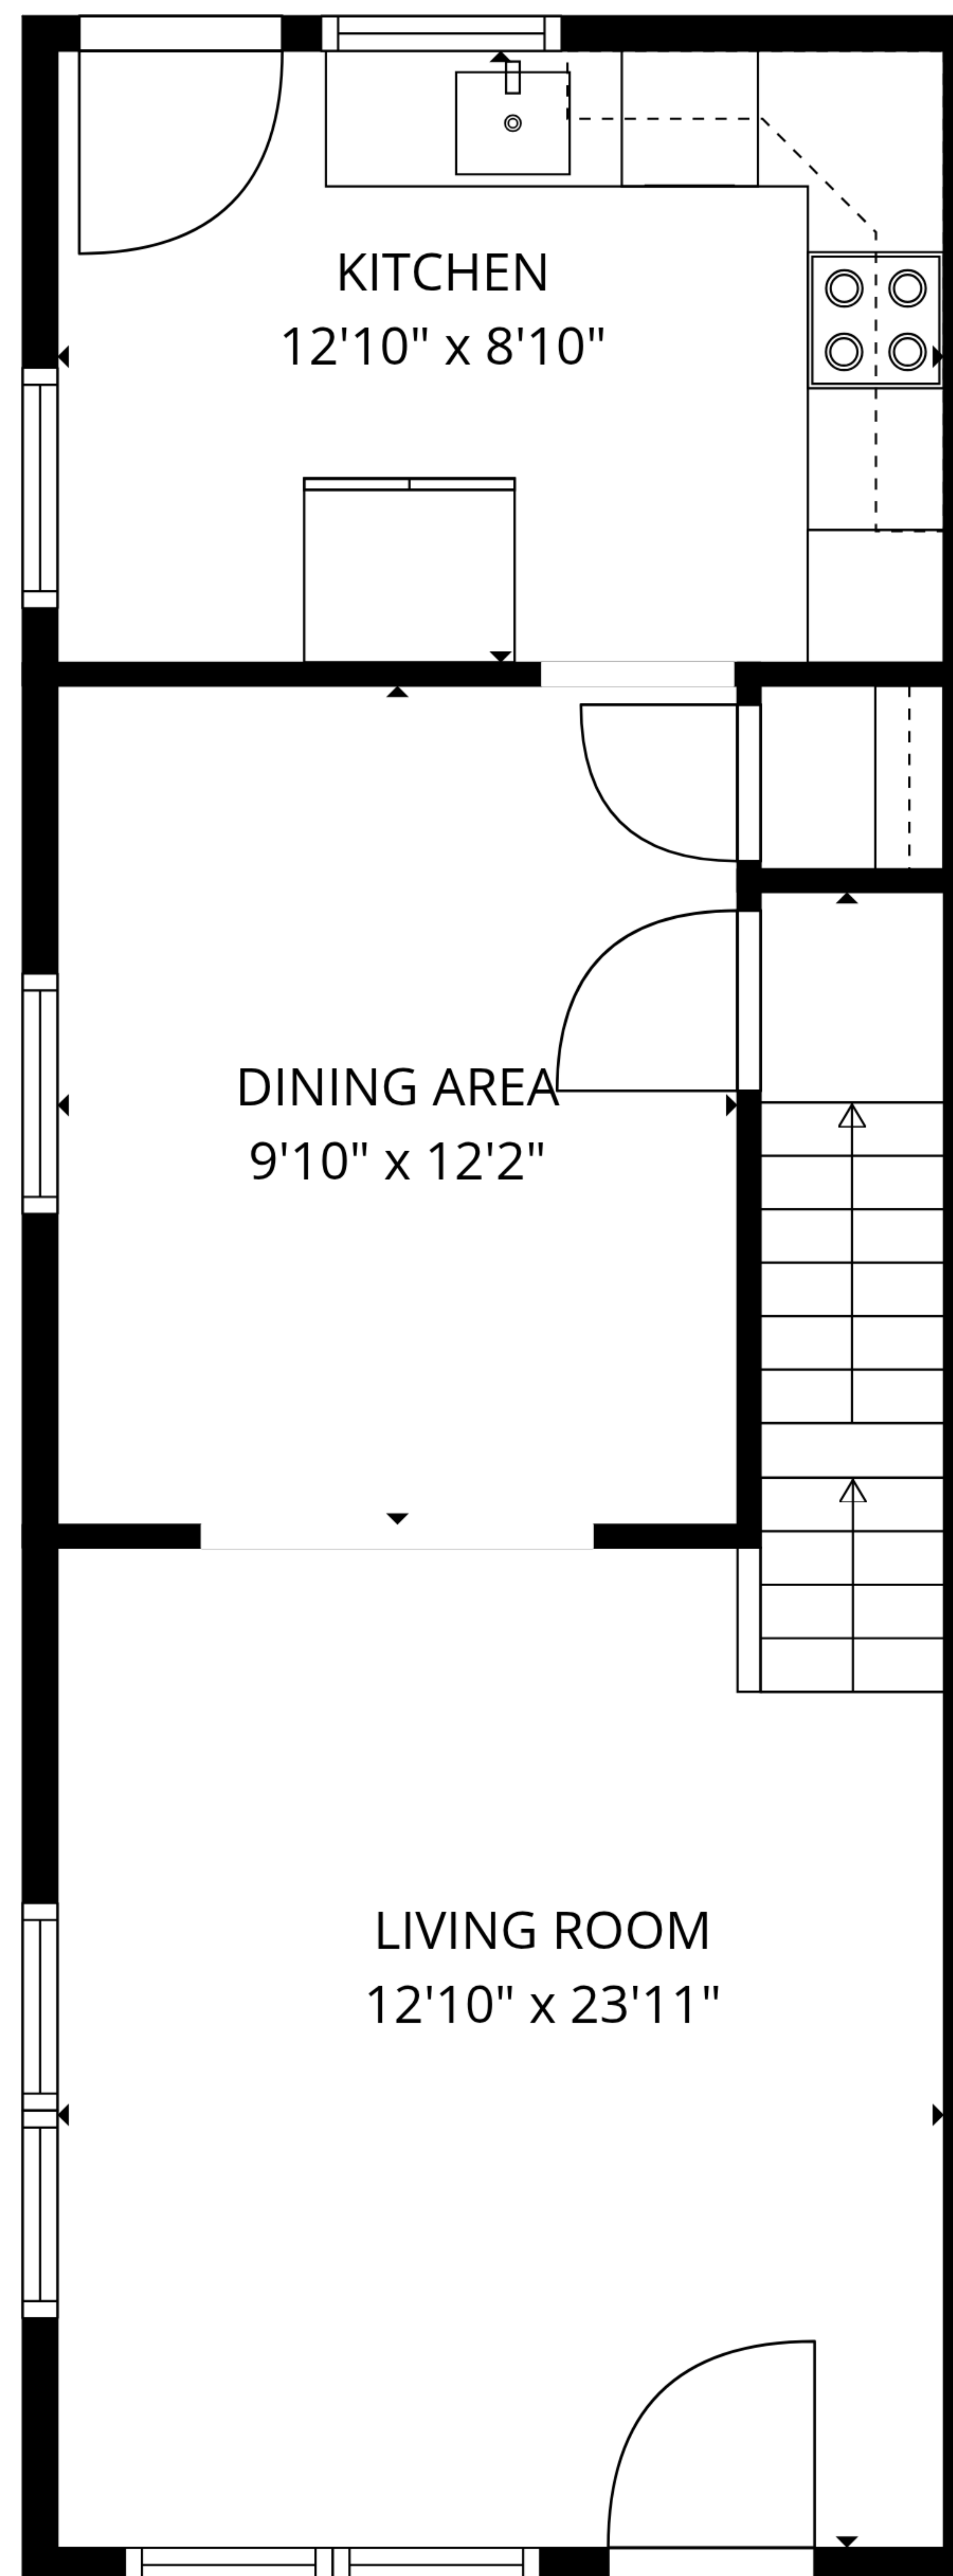 KITCHEN
12'10" x 8'10"
DINING AREA
9'10" x 12'2"
LIVING ROOM
12'10" x 23'11"